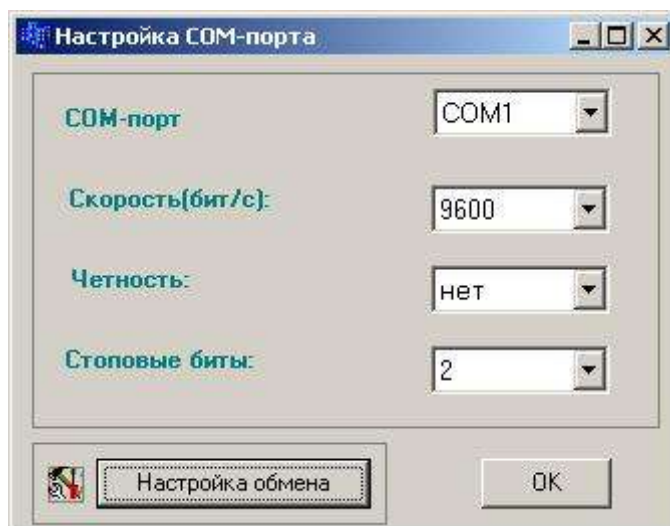 Настройка COM-порта
COM-порт
COM1
Скорость(бит/с):
9600
Четность:
нет
Стоповые биты:
2
Настройка обмена
OK